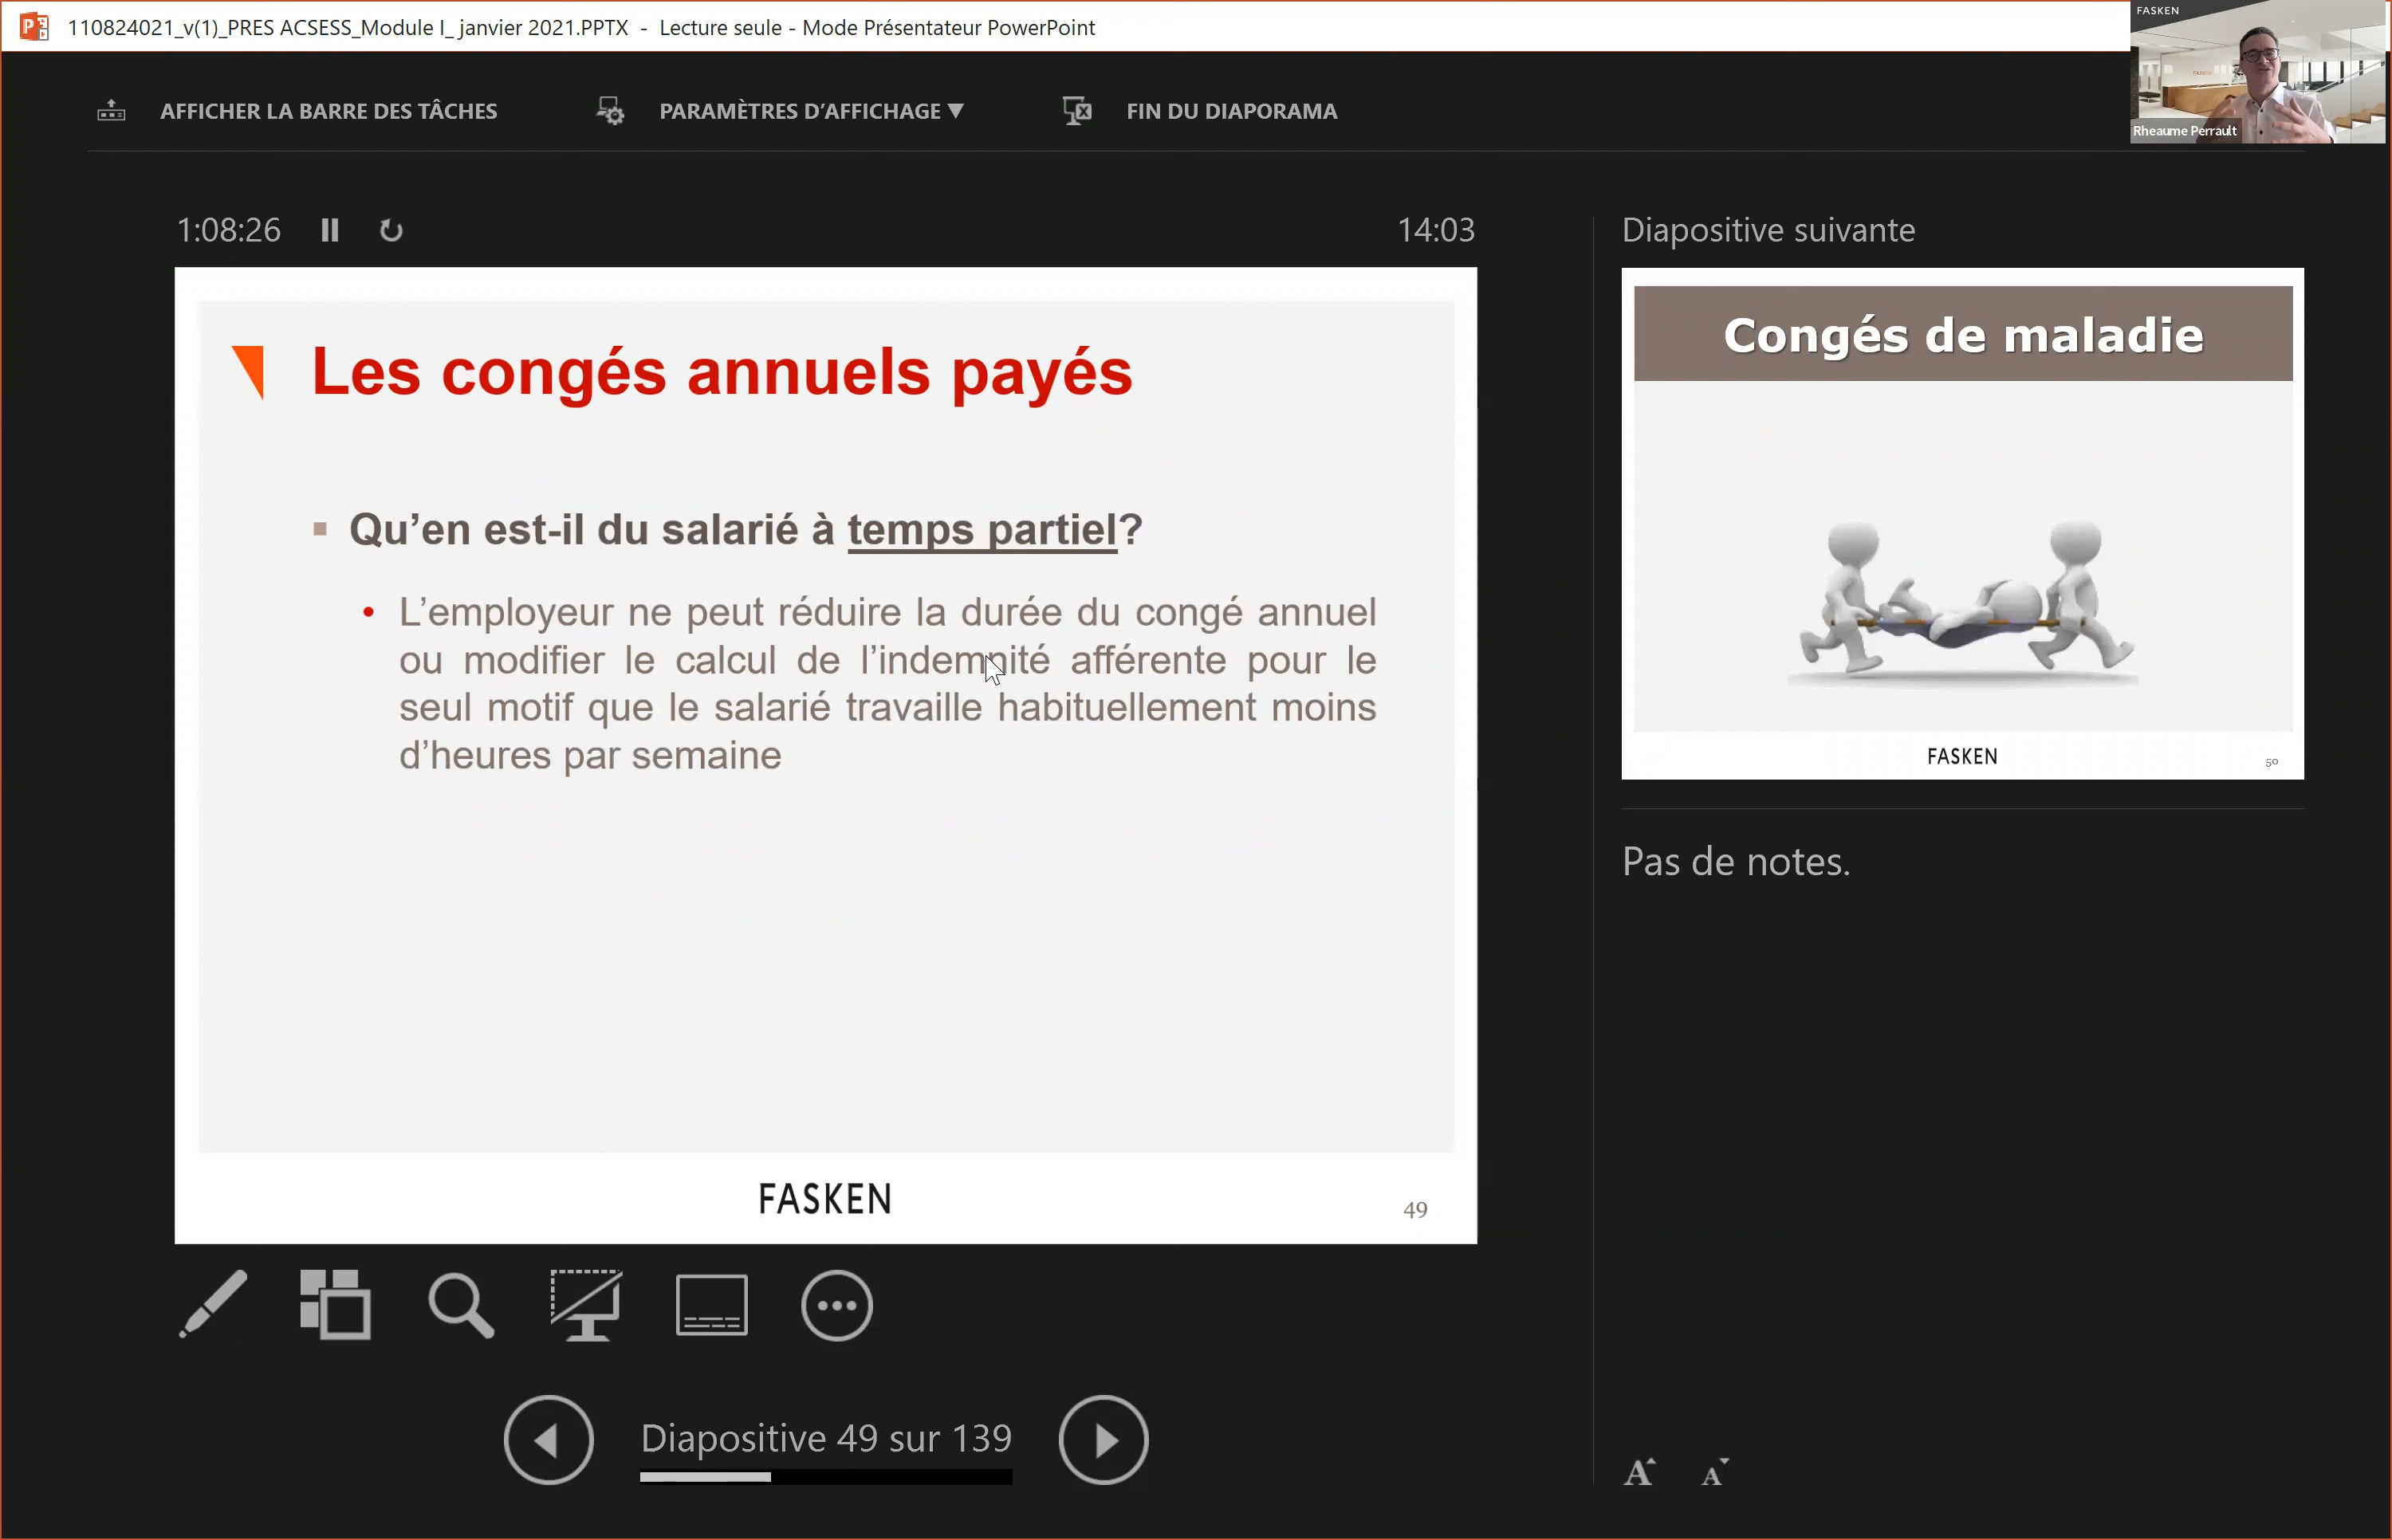 110824021_v(1)_PRES ACSESS_Module I_ janvier 2021.PPTX  -  Lecture seule - Mode Présentateur PowerPoint
FASKEN
Rheaume Perrault
AFFICHER LA BARRE DES TÂCHES
PARAMÈTRES D'AFFICHAGE ▼
FIN DU DIAPORAMA
1:08:26
14:03
Les congés annuels payés
Qu'en est-il du salarié à temps partiel?
L'employeur ne peut réduire la durée du congé annuel
ou modifier le calcul de l'indemnité afférente pour le
seul motif que le salarié travaille habituellement moins
d'heures par semaine
FASKEN
49
Diapositive 49 sur 139
Diapositive suivante
Congés de maladie
FASKEN
50
Pas de notes.
A A